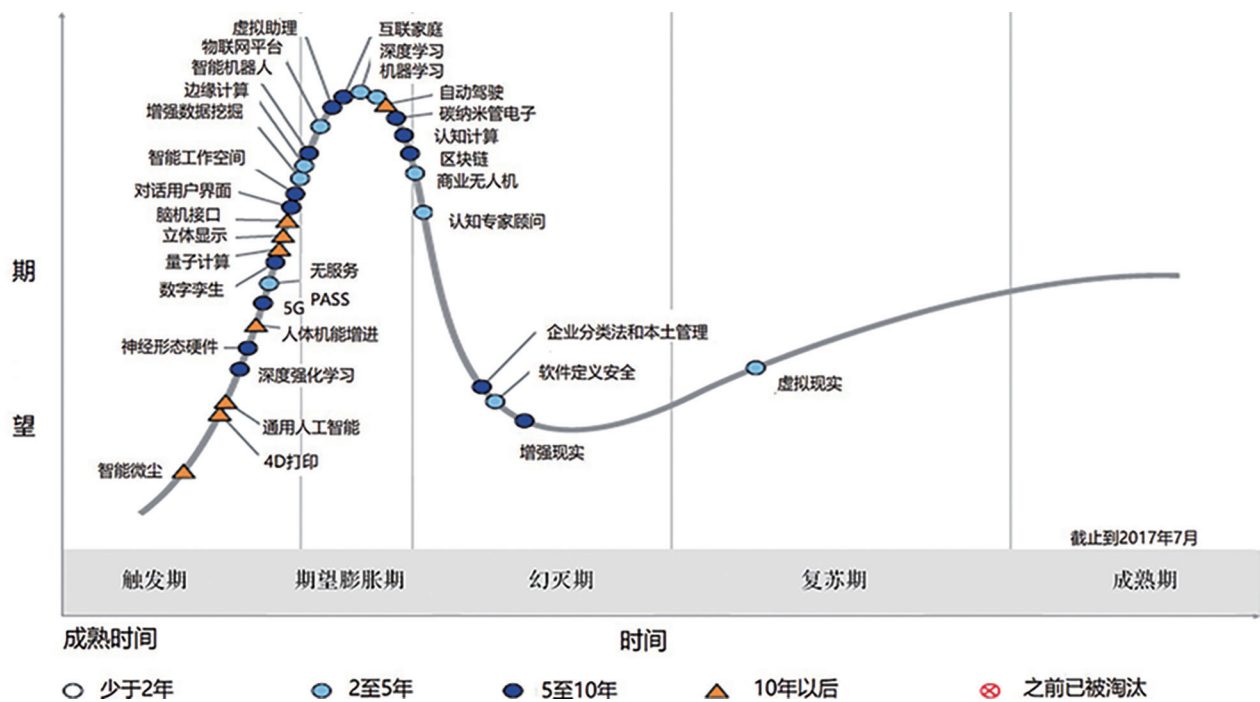 虚拟助理
物联网平台
智能机器人
边缘计算
增强数据挖掘
智能工作空间
对话用户界面
脑机接口
立体显示
量子计算
数字孪生
神经形态硬件
智能微尘
互联家庭
深度学习
机器学习
自动驾驶
碳纳米管电子
认知计算
区块链
商业无人机
认知专家顾问
无服务
PASS
5G
人体机能增进
深度强化学习
通用人工智能
4D打印
企业分类法和本土管理
软件定义安全
增强现实
虚拟现实
期
望
截止到2017年7月
触发期
期望膨胀期
幻灭期
复苏期
成熟期
成熟时间
时间
少于2年
2至5年
5至10年
10年以后
之前已被淘汰